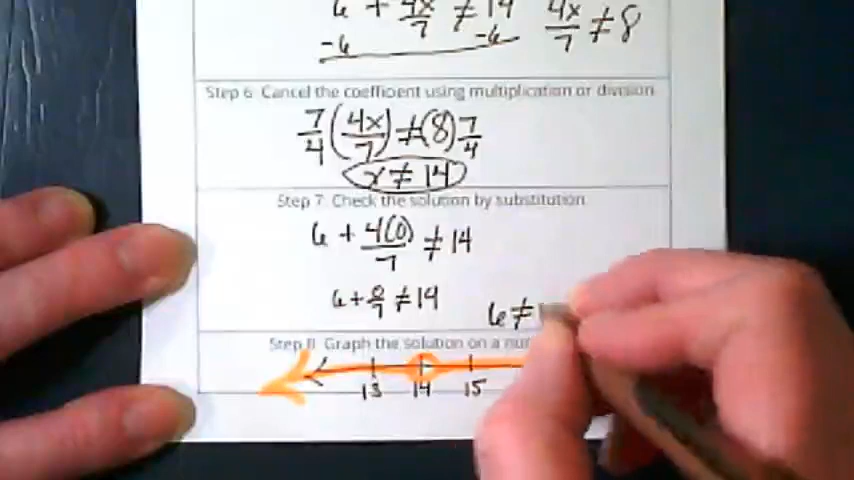 6 + 4x/7 ≠ 14 4x/7 ≠ 8
-6 -6
Step 6: Cancel the coefficient using multiplication or division.
7/4 (4x/7) ≠ (8) 7/4
x ≠ 14
Step 7: Check the solution by substitution.
6 + 4(0)/7 ≠ 14
6 + 0/7 ≠ 14 6 ≠
Step 8: Graph the solution on a
13 14 15